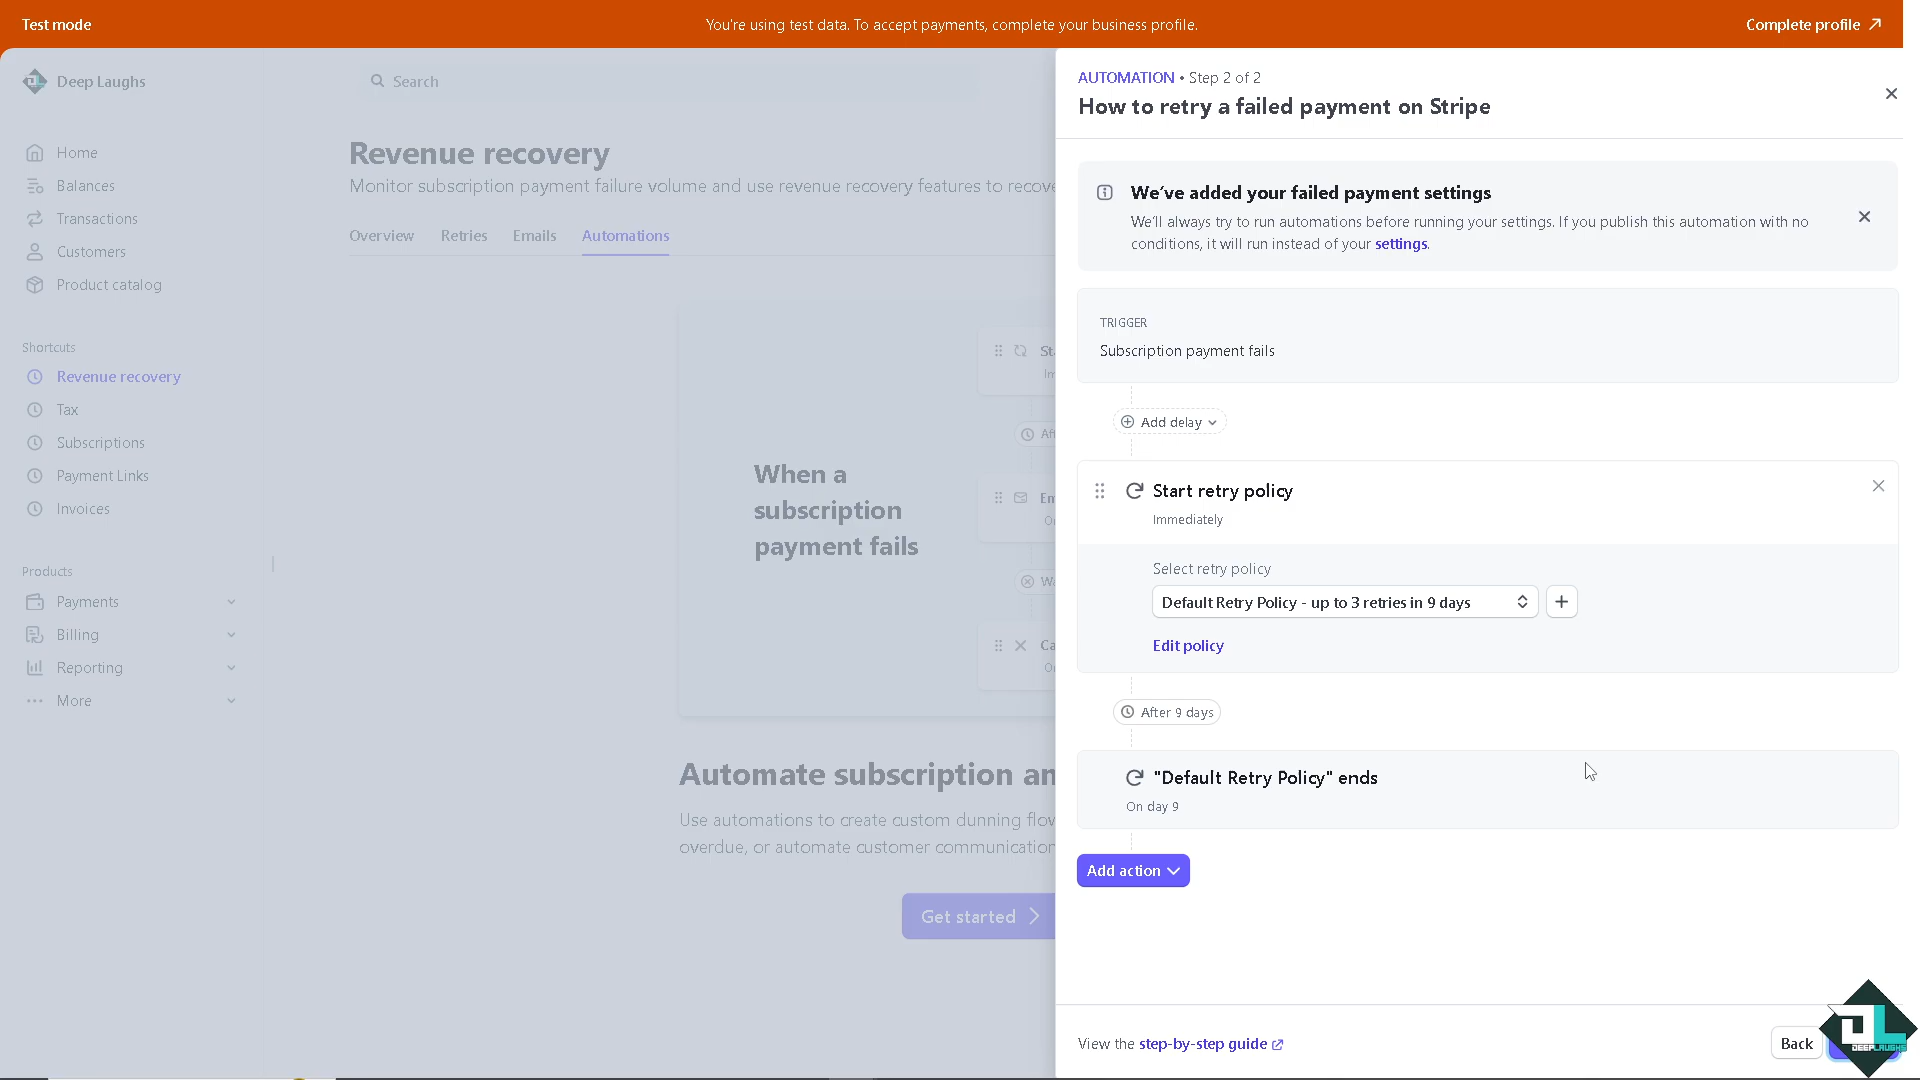 Test mode
You're using test data. To accept payments, complete your business profile.
Complete profile
Deep Laughs
Search
Home
Balances
Transactions
Customers
Product catalog
Shortcuts
Revenue recovery
Tax
Subscriptions
Payment Links
Invoices
Products
Payments
Billing
Reporting
More
Revenue recovery
Monitor subscription payment failure volume and use revenue recovery features to
Overview
Retries
Emails
Automations
When a
subscription
payment fails
Automate subscription
Use automations to create custom dunning
overdue, or automate customer
Get started
AUTOMATION • Step 2 of 2
How to retry a failed payment on Stripe
We've added your failed payment settings
We'll always try to run automations before running your settings. If you publish this automation with no
conditions, it will run instead of your settings.
TRIGGER
Subscription payment fails
Add delay
Start retry policy
Immediately
Select retry policy
Default Retry Policy - up to 3 retries in 9 days
Edit policy
After 9 days
"Default Retry Policy" ends
On day 9
Add action
View the step-by-step guide
Back
DEEPLAUGHS